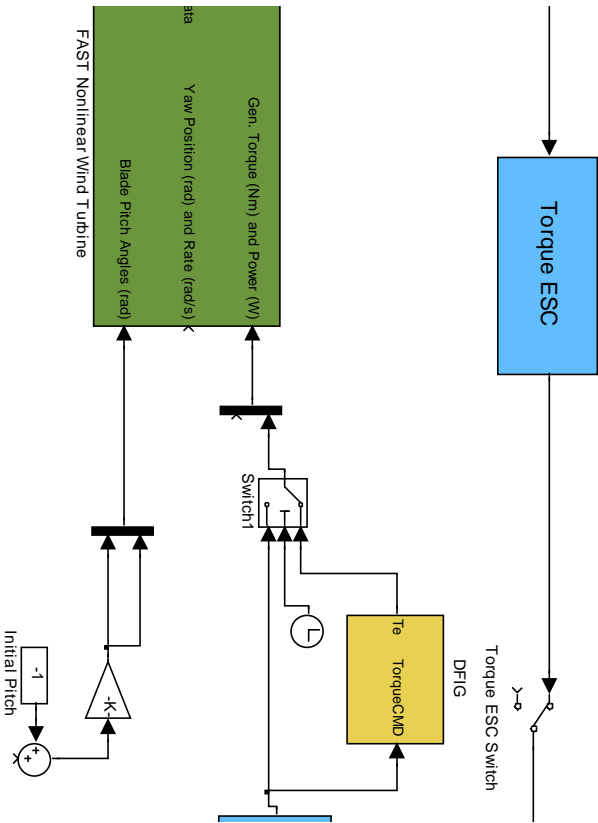 ata
Gen. Torque (Nm) and Power (W)
Yaw Position (rad) and Rate (rad/s)
Blade Pitch Angles (rad)
FAST Nonlinear Wind Turbine
Torque ESC
Switch1
Te
TorqueCMD
DFIG
Torque ESC Switch
-K-
-1
Initial Pitch
+
+